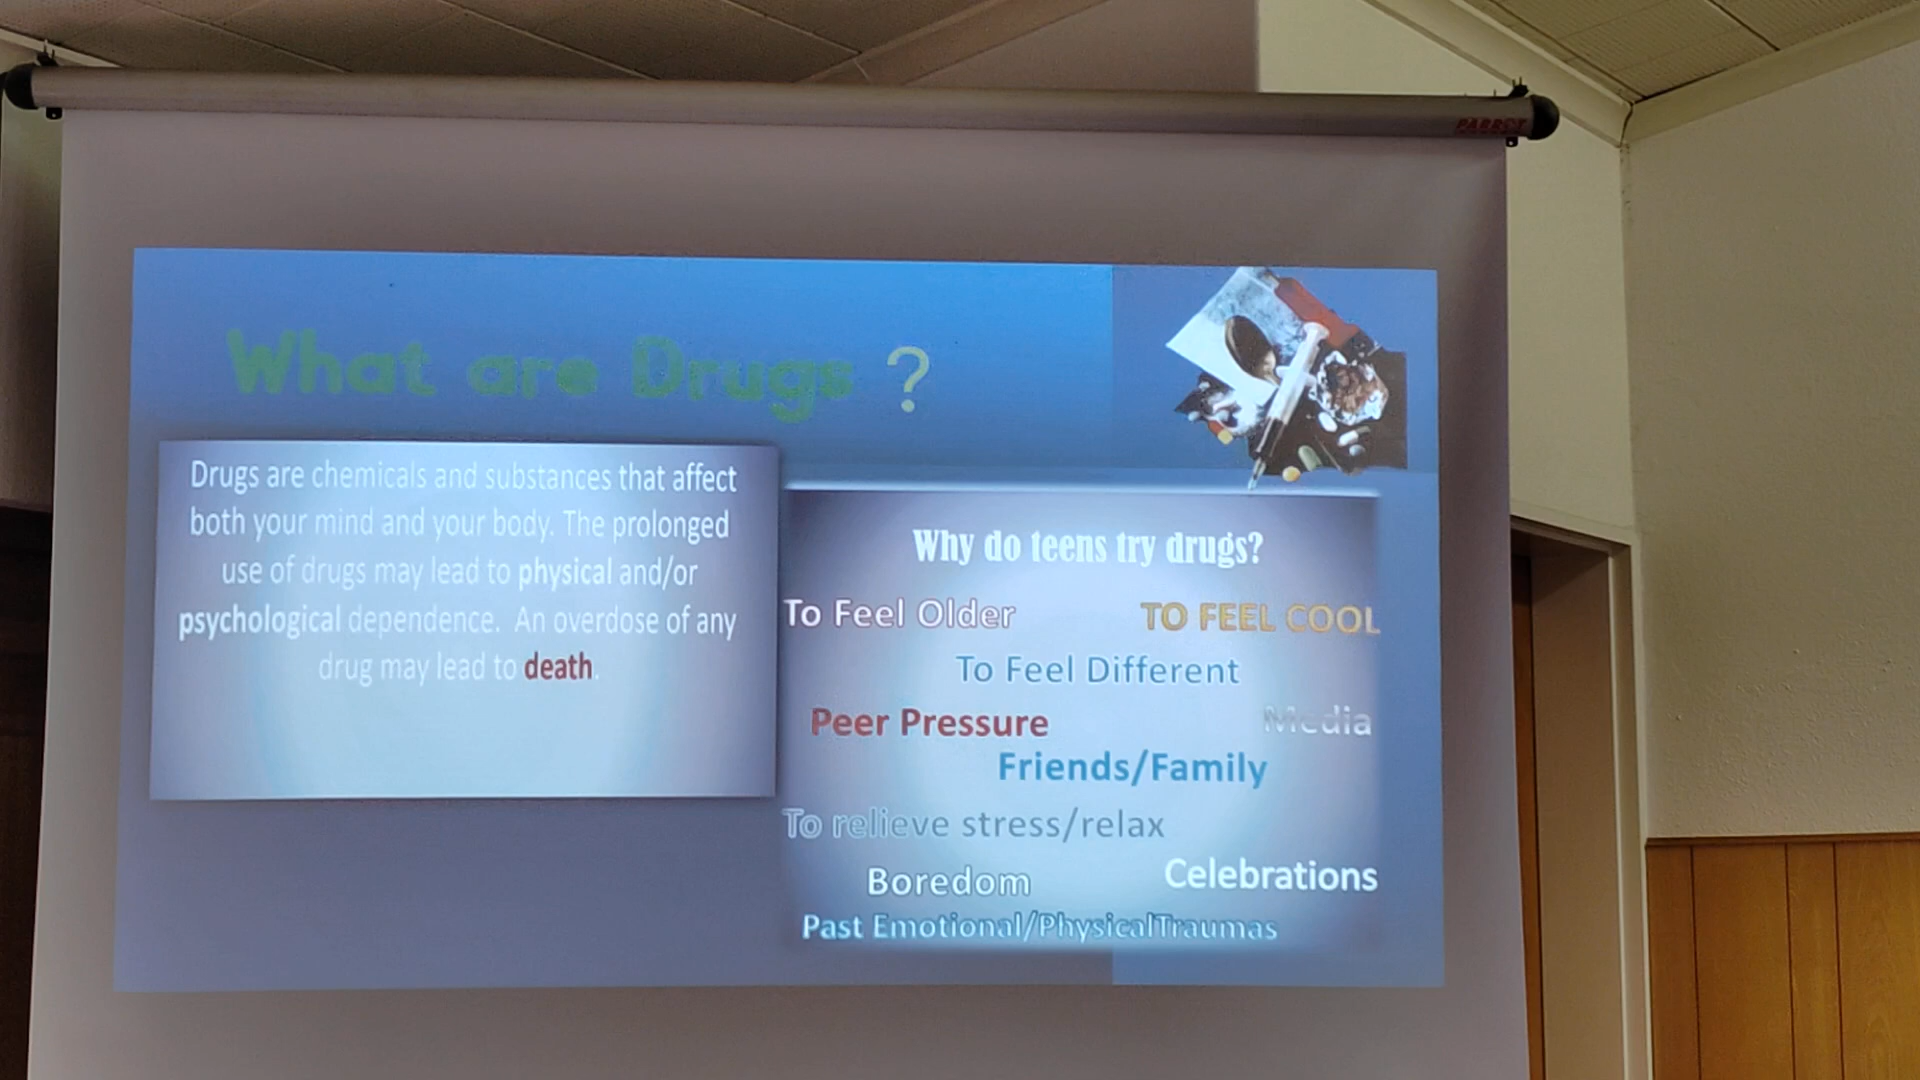 PARROT
What are Drugs ?
Drugs are chemicals and substances that affect
both your mind and your body. The prolonged
use of drugs may lead to physical and/or
psychological dependence. An overdose of any
drug may lead to death.
Why do teens try drugs?
To Feel Older
TO FEEL COOL
To Feel Different
Peer Pressure
Media
Friends/Family
To relieve stress/relax
Boredom
Celebrations
Past Emotional/PhysicalTraumas